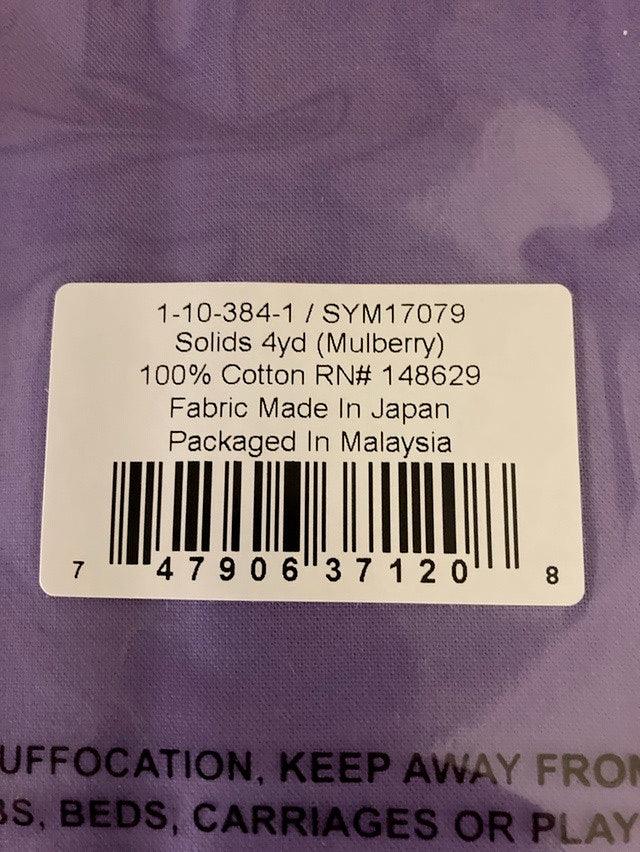 1-10-384-1 / SYM17079
Solids 4yd (Mulberry)
100% Cotton RN# 148629
Fabric Made In Japan
Packaged In Malaysia
7 47906 37120 8
UFFOCATION, KEEP AWAY FROM
BS, BEDS, CARRIAGES OR PLAY